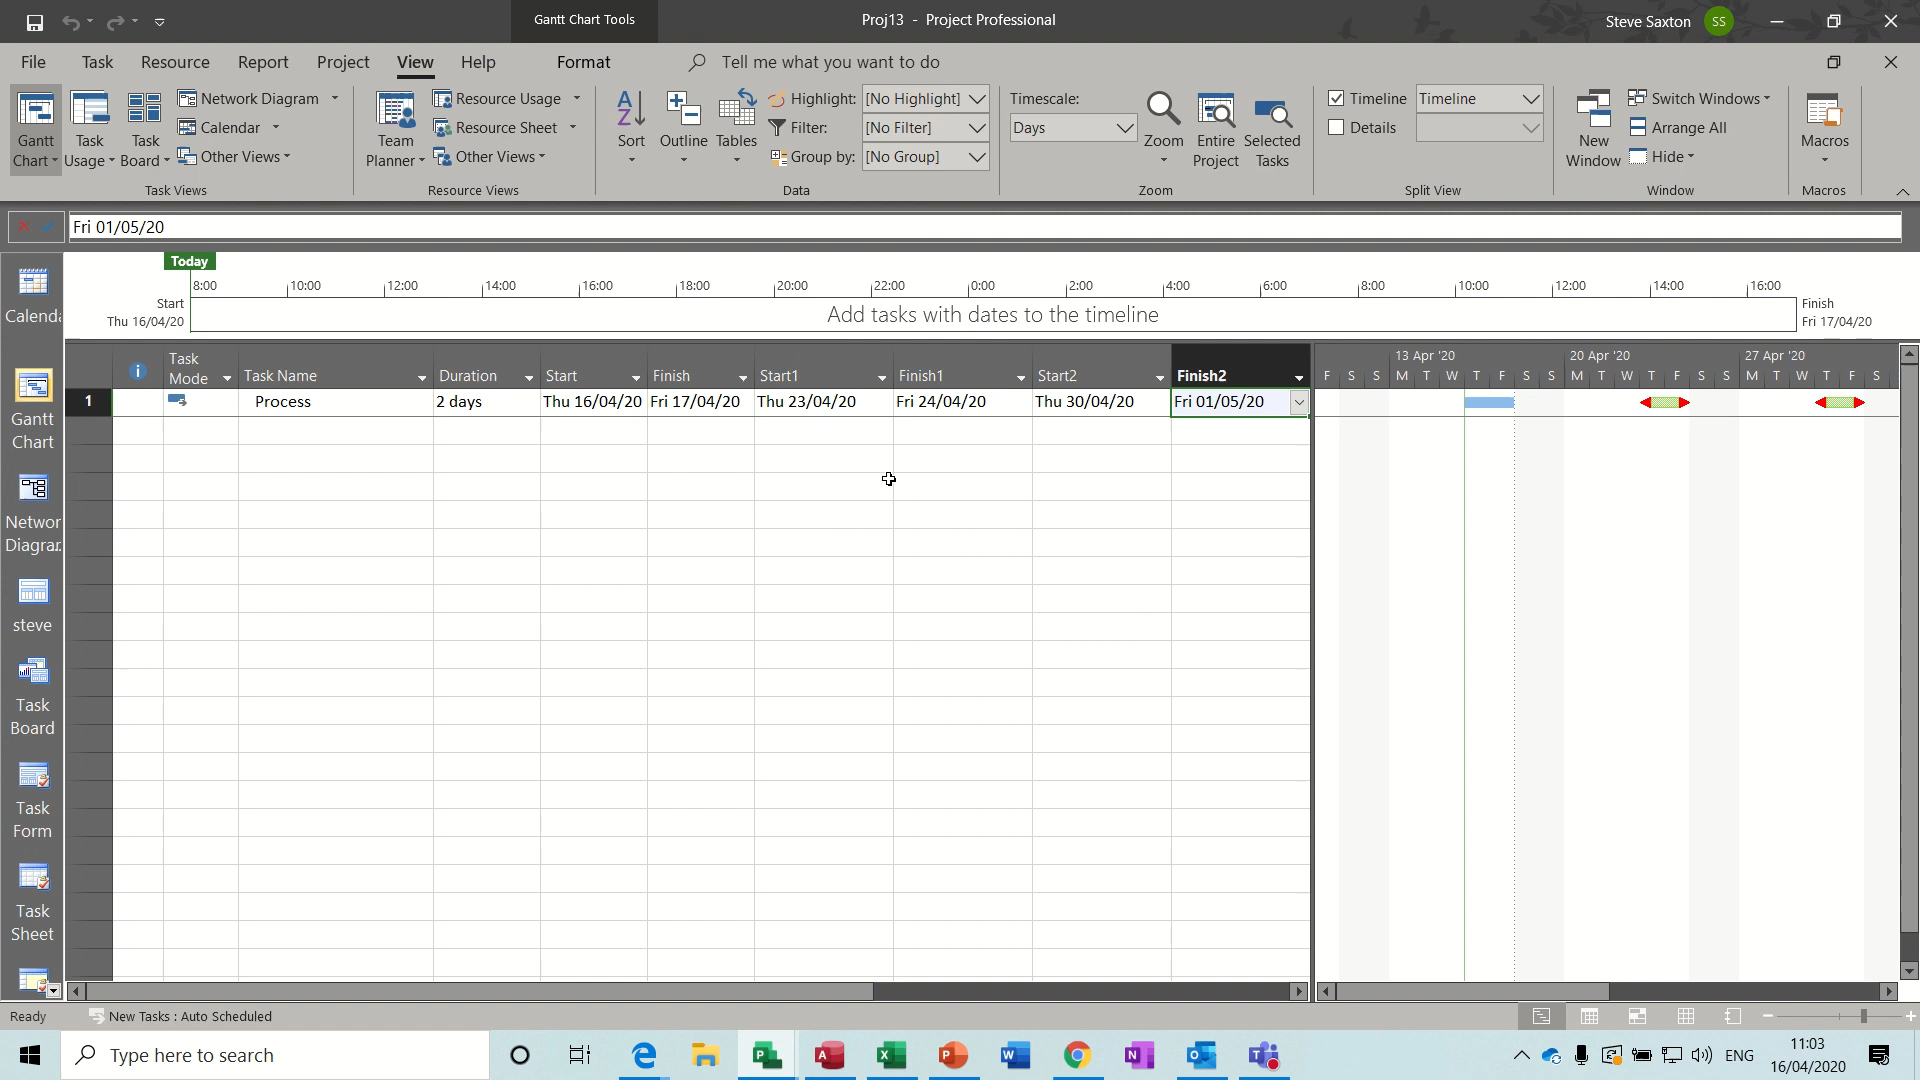 Gantt Chart Tools
Proj13 - Project Professional
Steve Saxton
SS
File Task Resource Report Project View Help Format Tell me what you want to do
Gantt Chart
Task Usage
Task Board
Network Diagram
Calendar
Other Views
Task Views
Team Planner
Resource Usage
Resource Sheet
Other Views
Resource Views
Sort
Outline
Tables
Highlight: [No Highlight]
Filter: [No Filter]
Group by: [No Group]
Data
Timescale:
Days
Zoom
Entire Project
Selected Tasks
Zoom
Timeline Timeline
Details
Split View
New Window
Switch Windows
Arrange All
Hide
Window
Macros
Macros
Fri 01/05/20
Today
8:00 10:00 12:00 14:00 16:00 18:00 20:00 22:00 0:00 2:00 4:00 6:00 8:00 10:00 12:00 14:00 16:00
Start
Thu 16/04/20
Add tasks with dates to the timeline
Finish
Fri 17/04/20
Calenda
Gantt
Chart
Networ
Diagrar
steve
Task
Board
Task
Form
Task
Sheet
Task Mode Task Name Duration Start Finish Start1 Finish1 Start2 Finish2
1 Process 2 days Thu 16/04/20 Fri 17/04/20 Thu 23/04/20 Fri 24/04/20 Thu 30/04/20 Fri 01/05/20
13 Apr '20 20 Apr '20 27 Apr '20
F S S M T W T F S S M T W T F S S M T W T F S
Ready New Tasks : Auto Scheduled
Type here to search
ENG
11:03
16/04/2020